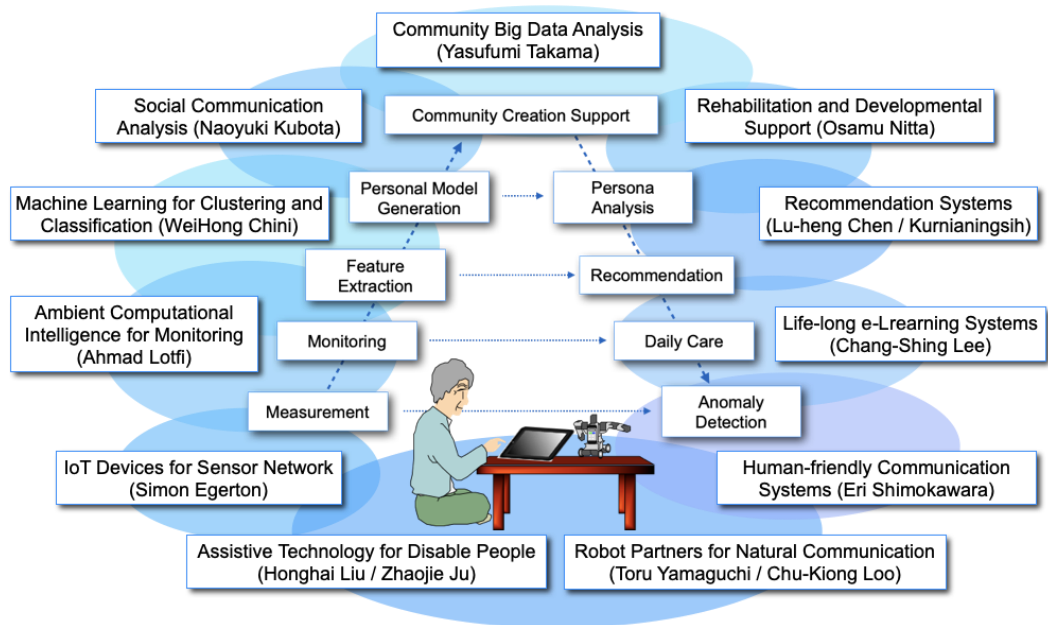 Community Big Data Analysis
(Yasufumi Takama)
Social Communication
Analysis (Naoyuki Kubota)
Community Creation Support
Rehabilitation and Developmental
Support (Osamu Nitta)
Machine Learning for Clustering and
Classification (WeiHong Chini)
Personal Model
Generation
Persona
Analysis
Recommendation Systems
(Lu-heng Chen / Kurnianingsih)
Feature
Extraction
Recommendation
Ambient Computational
Intelligence for Monitoring
(Ahmad Lotfi)
Monitoring
Daily Care
Life-long e-Lrearning Systems
(Chang-Shing Lee)
Measurement
Anomaly
Detection
IoT Devices for Sensor Network
(Simon Egerton)
Human-friendly Communication
Systems (Eri Shimokawara)
Assistive Technology for Disable People
(Honghai Liu / Zhaojie Ju)
Robot Partners for Natural Communication
(Toru Yamaguchi / Chu-Kiong Loo)